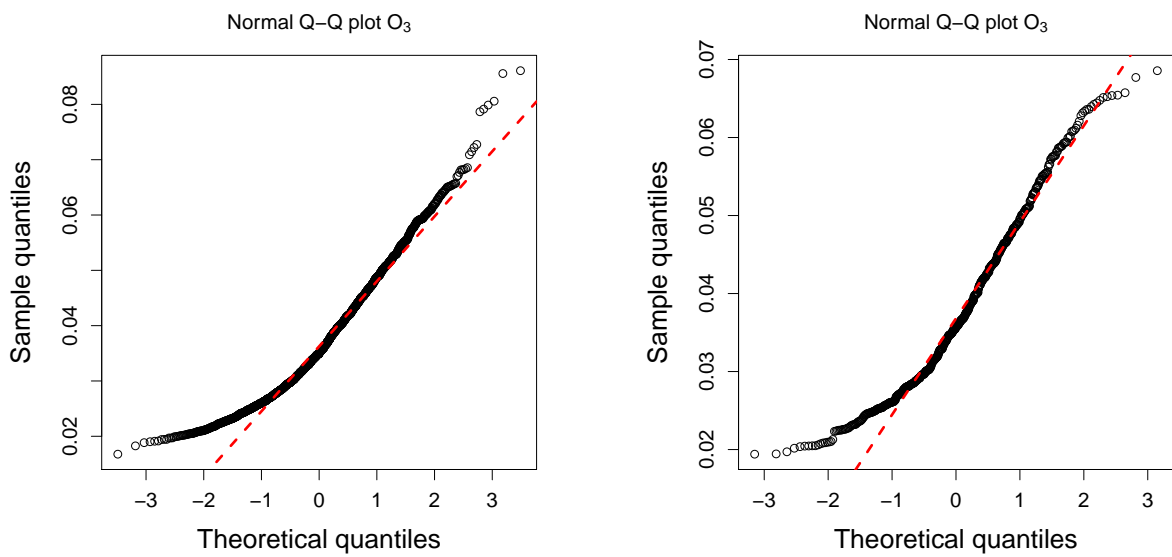 Normal Q−Q plot O₃
Sample quantiles
0.08
0.06
0.04
0.02
−3 −2 −1 0 1 2 3
Theoretical quantiles
Normal Q−Q plot O₃
Sample quantiles
0.07
0.06
0.05
0.04
0.03
0.02
−3 −2 −1 0 1 2 3
Theoretical quantiles